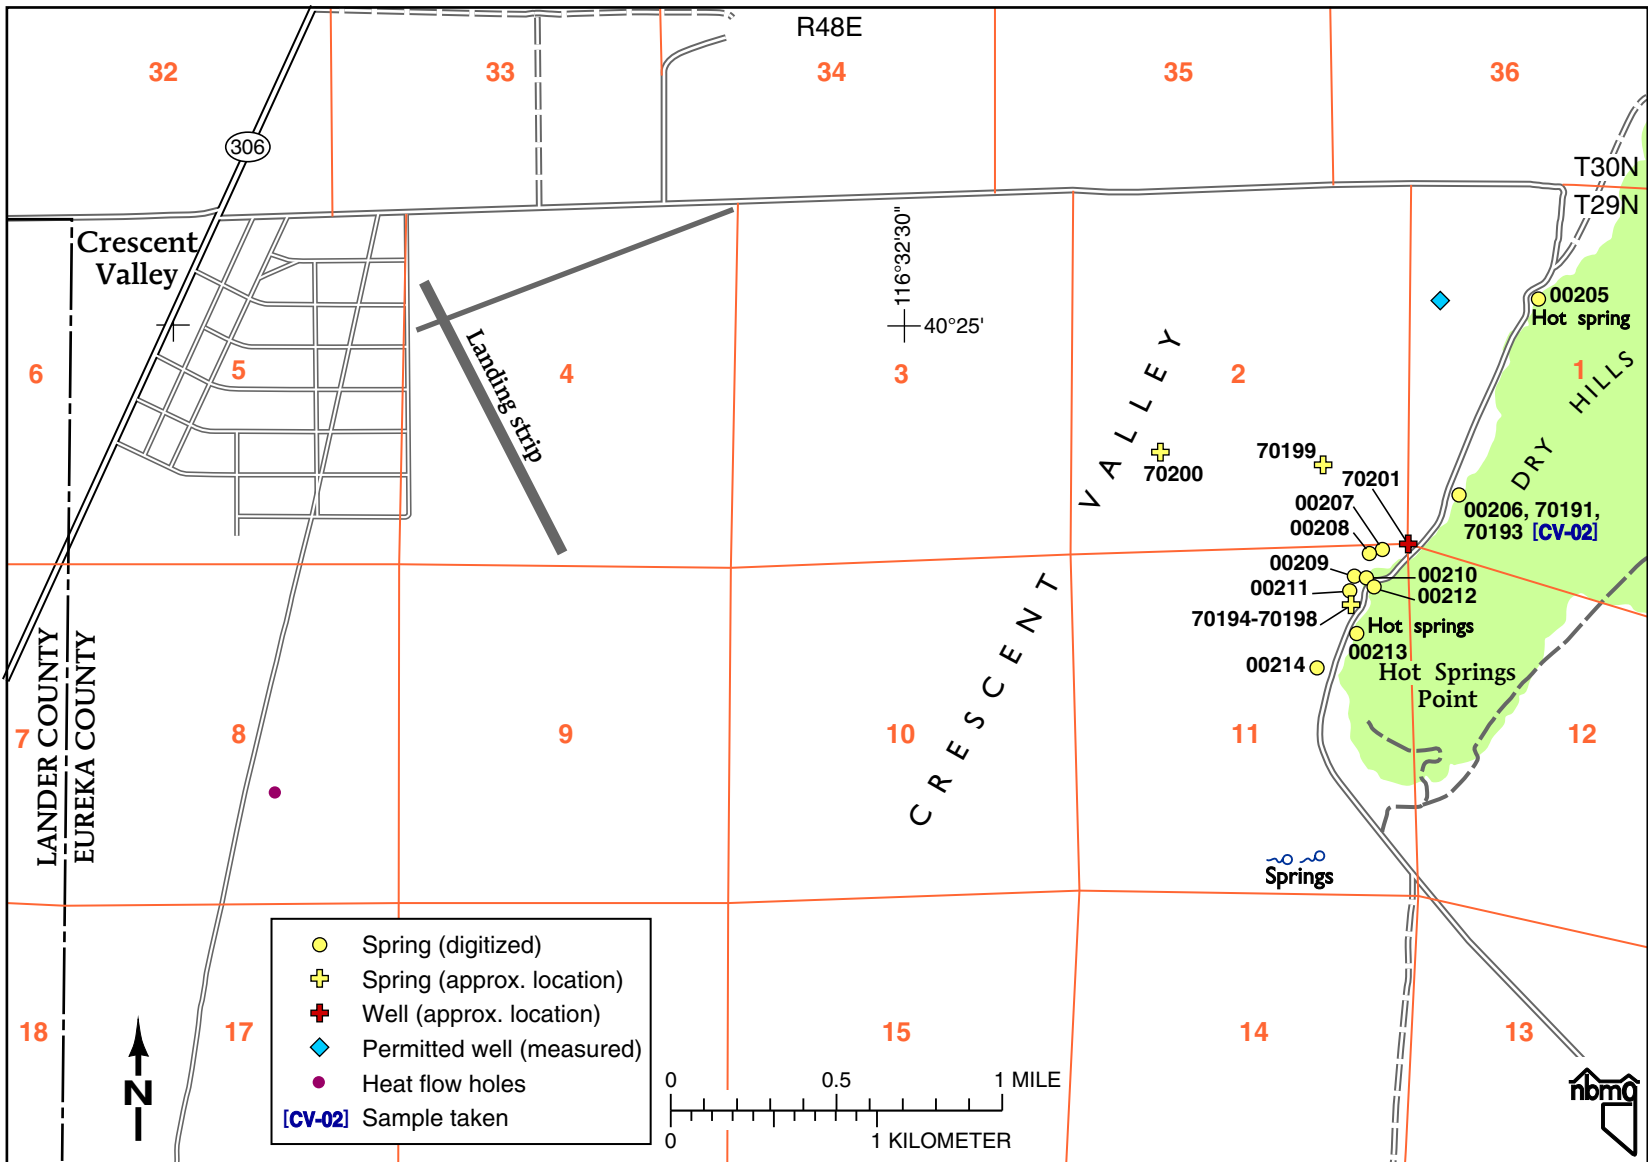 R48E
32
33
34
35
36
306
T30N
T29N
Crescent
Valley
116°32'30"
40°25'
00205
Hot spring
Landing strip
6
5
4
3
2
1
VALLEY
DRY HILLS
70200
70199
70201
00207
00208
00206, 70191,
70193 [CV-02]
00209
00210
00211
00212
70194-70198
Hot springs
00213
00214
Hot Springs
Point
CRESCENT
LANDER COUNTY
EUREKA COUNTY
7
8
9
10
11
12
Springs
18
17
15
14
13
N
Spring (digitized)
Spring (approx. location)
Well (approx. location)
Permitted well (measured)
Heat flow holes
[CV-02] Sample taken
0 0.5 1 MILE
0 1 KILOMETER
nbmg